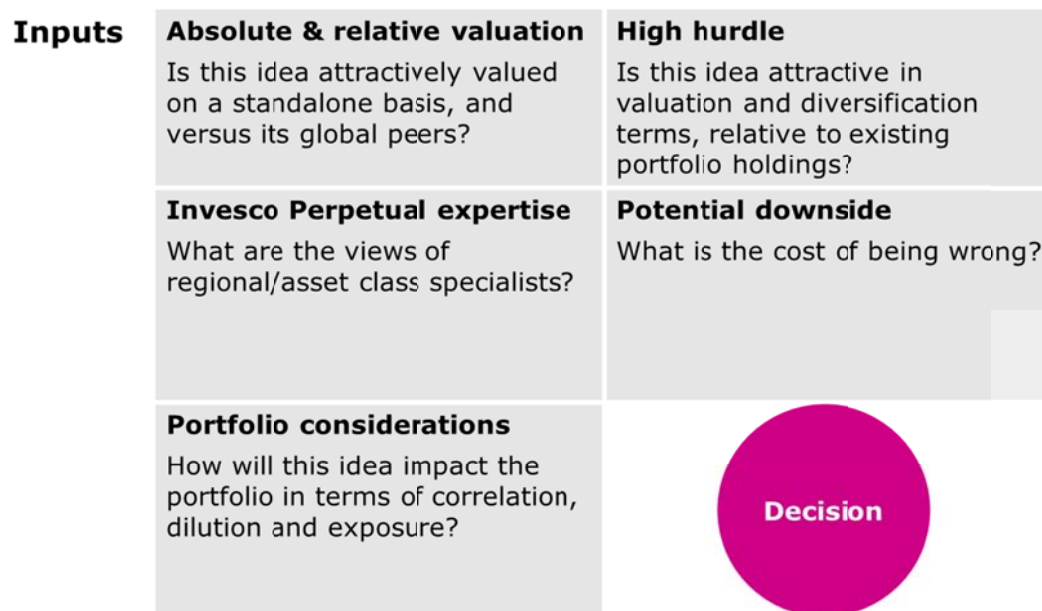 Inputs
Absolute & relative valuation
Is this idea attractively valued
on a standalone basis, and
versus its global peers?
High hurdle
Is this idea attractive in
valuation and diversification
terms, relative to existing
portfolio holdings?
Invesco Perpetual expertise
What are the views of
regional/asset class specialists?
Potential downside
What is the cost of being wrong?
Portfolio considerations
How will this idea impact the
portfolio in terms of correlation,
dilution and exposure?
Decision